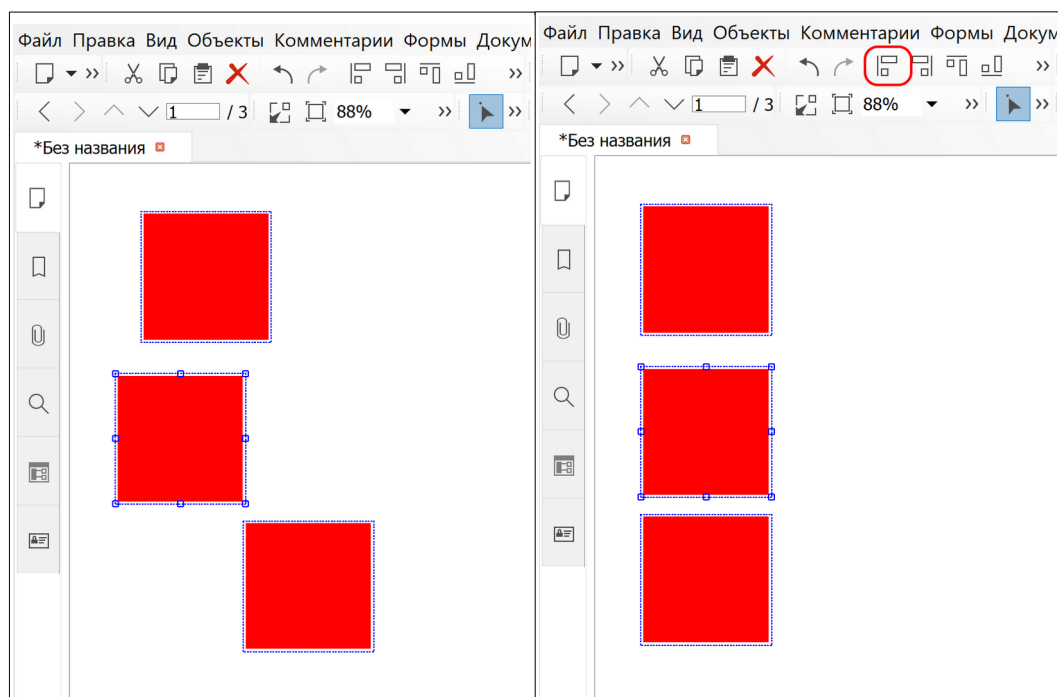 Файл Правка Вид Объекты Комментарии Формы Докум
1 / 3 88%
*Без названия
Файл Правка Вид Объекты Комментарии Формы Докум
1 / 3 88%
*Без названия